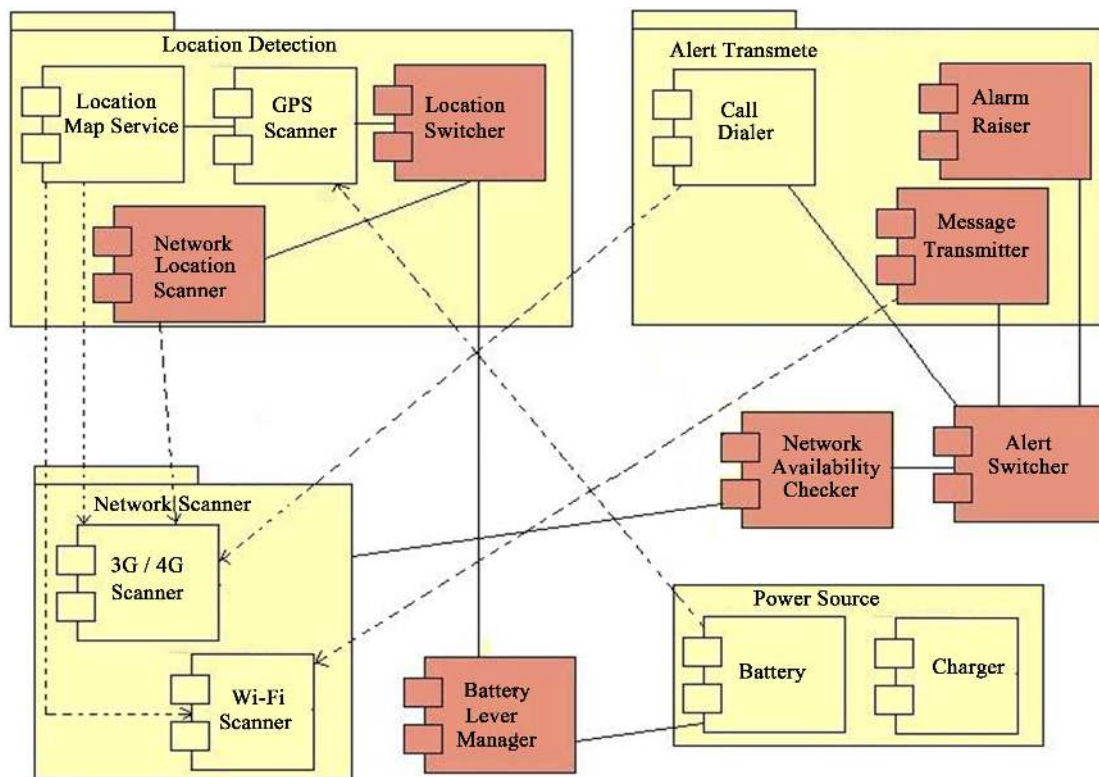 Location Detection
Location
Map Service
GPS
Scanner
Location
Switcher
Network
Location
Scanner
Alert Transmete
Call
Dialer
Alarm
Raiser
Message
Transmitter
Network
Availability
Checker
Alert
Switcher
Network Scanner
3G / 4G
Scanner
Wi-Fi
Scanner
Battery
Lever
Manager
Power Source
Battery
Charger